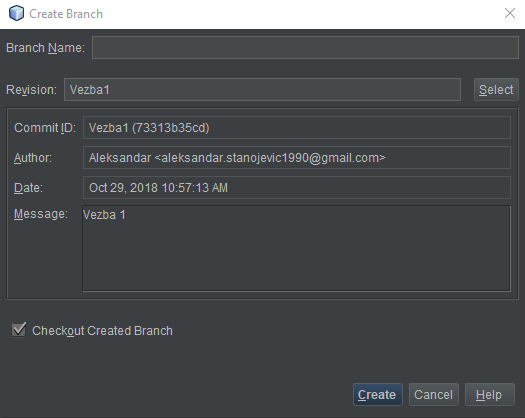 Create Branch
Branch Name:
Revision: Vezba1 Select
Commit ID: Vezba1 (73313b35cd)
Author: Aleksandar <aleksandar.stanojevic1990@gmail.com>
Date: Oct 29, 2018 10:57:13 AM
Message: Vezba 1
Checkout Created Branch
Create Cancel Help